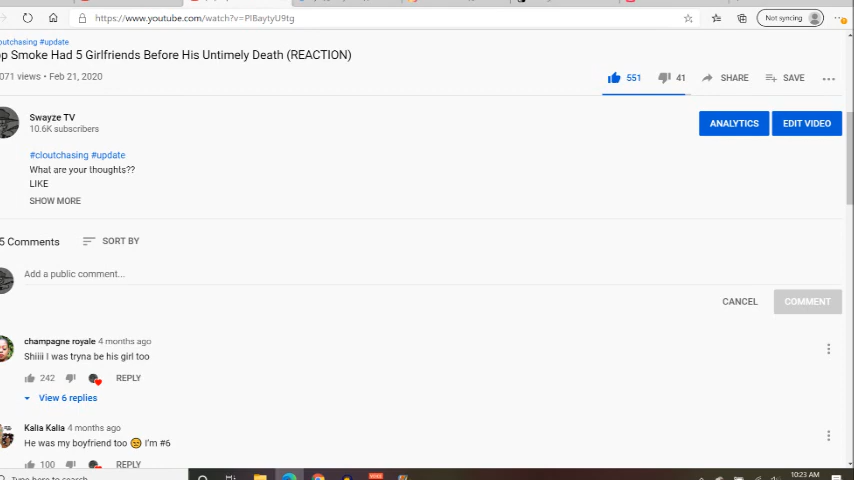 https://www.youtube.com/watch?v=PIBaytyU9tg
Not syncing
#update
Smoke Had 5 Girlfriends Before His Untimely Death (REACTION)
views • Feb 21, 2020
551
41
SHARE
SAVE
Swayze TV
10.6K subscribers
ANALYTICS
EDIT VIDEO
#cloutchasing #update
What are your thoughts??
LIKE
SHOW MORE
5 Comments
SORT BY
Add a public comment...
CANCEL
COMMENT
champagne royale 4 months ago
Shiiii I was tryna be his girl too
242
REPLY
View 6 replies
Kalia Kalia 4 months ago
He was my boyfriend too 😔 I'm #6
100
REPLY
Type here to search
10:23 AM